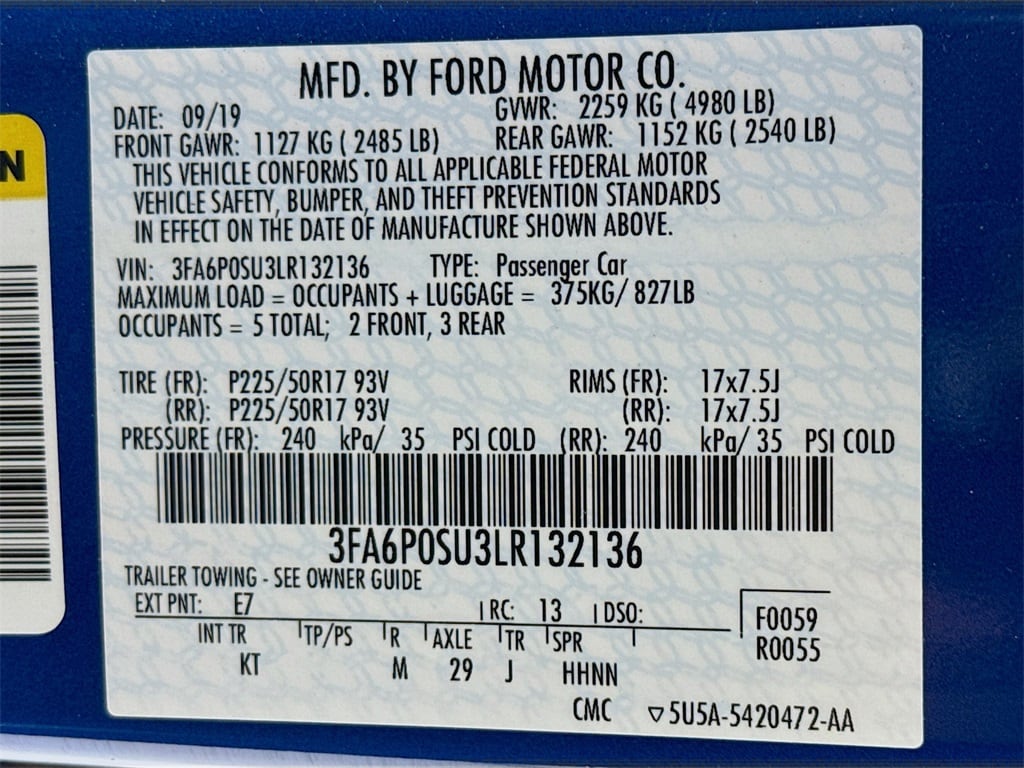 MFD. BY FORD MOTOR CO.
DATE: 09/19 GVWR: 2259 KG ( 4980 LB)
FRONT GAWR: 1127 KG ( 2485 LB) REAR GAWR: 1152 KG ( 2540 LB)
THIS VEHICLE CONFORMS TO ALL APPLICABLE FEDERAL MOTOR
VEHICLE SAFETY, BUMPER, AND THEFT PREVENTION STANDARDS
IN EFFECT ON THE DATE OF MANUFACTURE SHOWN ABOVE.
VIN: 3FA6P0SU3LR132136 TYPE: Passenger Car
MAXIMUM LOAD = OCCUPANTS + LUGGAGE = 375KG/ 827LB
OCCUPANTS = 5 TOTAL; 2 FRONT, 3 REAR
TIRE (FR): P225/50R17 93V RIMS (FR): 17x7.5J
(RR): P225/50R17 93V (RR): 17x7.5J
PRESSURE (FR): 240 kPa/ 35 PSI COLD (RR): 240 kPa/ 35 PSI COLD
3FA6P0SU3LR132136
TRAILER TOWING - SEE OWNER GUIDE
EXT PNT: E7 RC: 13 DSO: F0059
INT TR TP/PS R AXLE TR SPR R0055
KT M 29 J HHNN
CMC ▽5U5A-5420472-AA
N